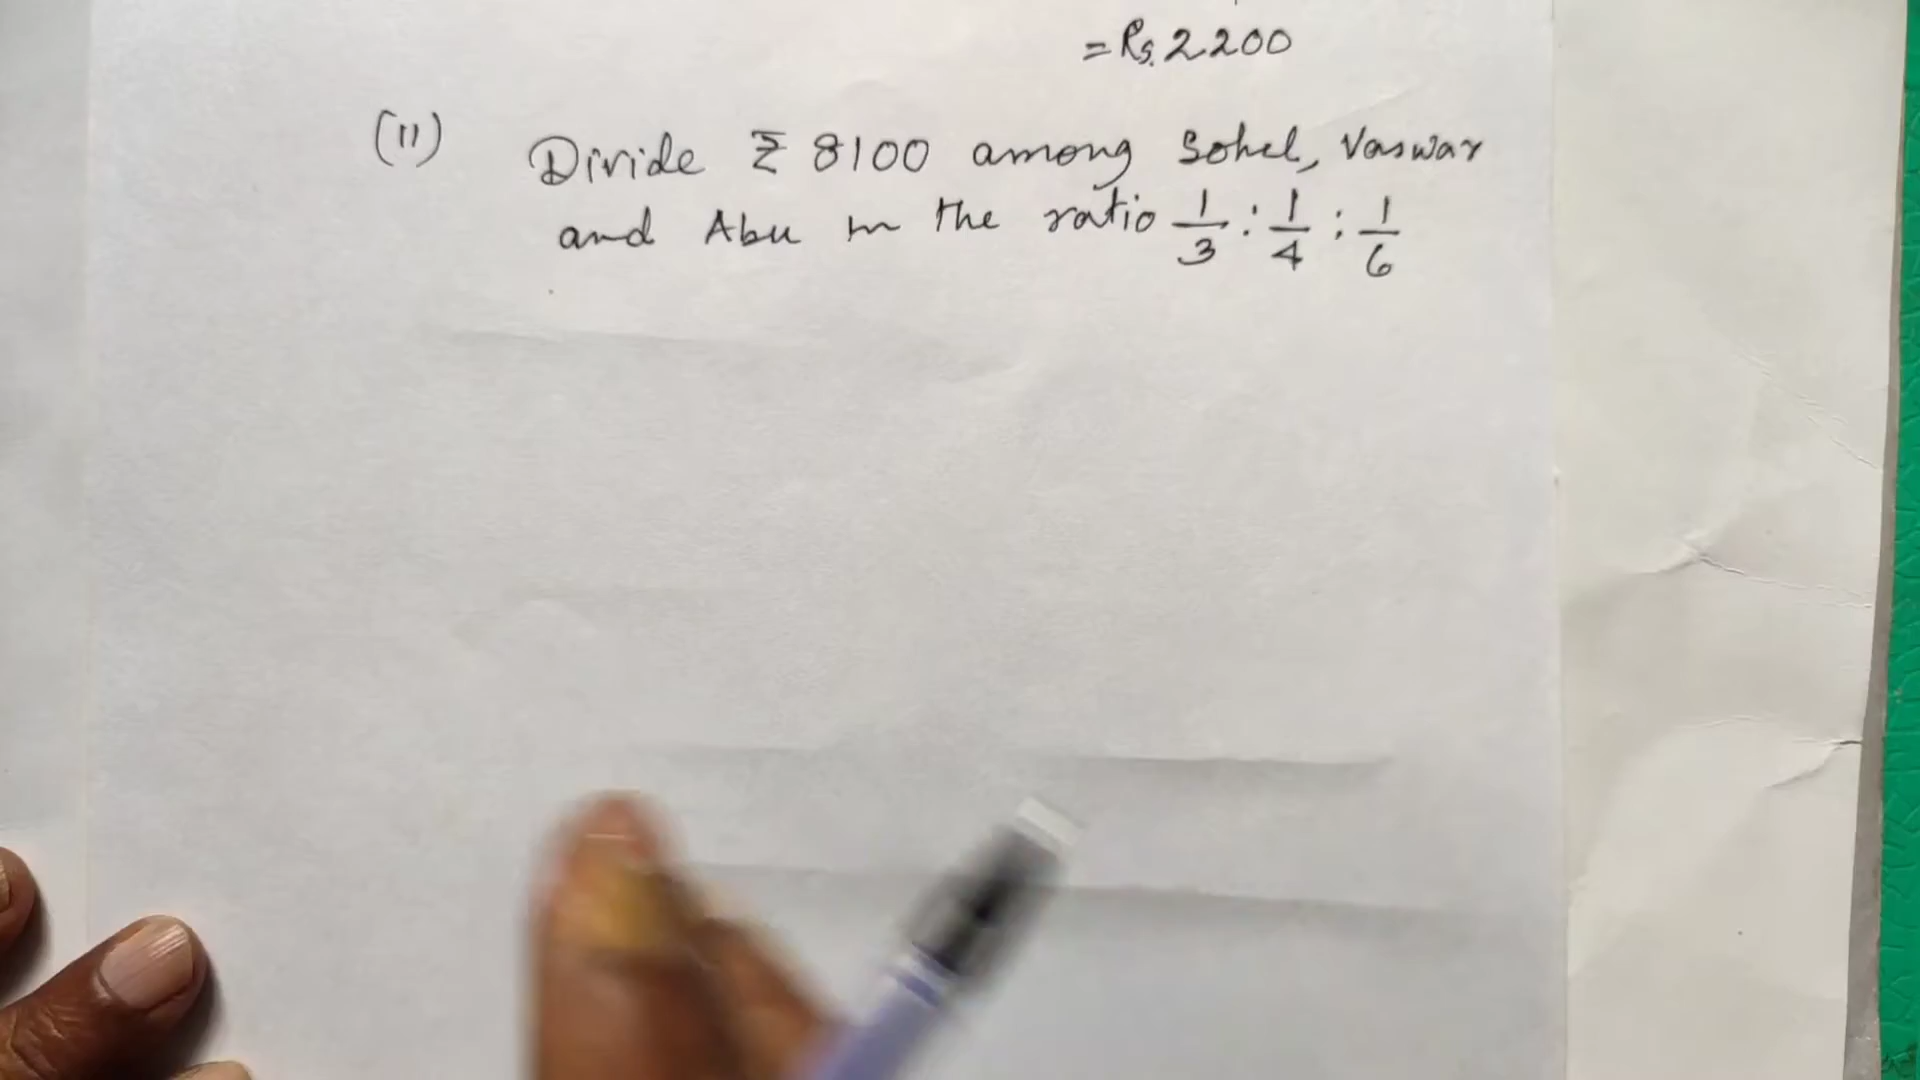 = Rs. 2200
(11) Divide ₹ 8100 among Sohel, Vaswar
and Abu in the ratio 1/3 : 1/4 : 1/6